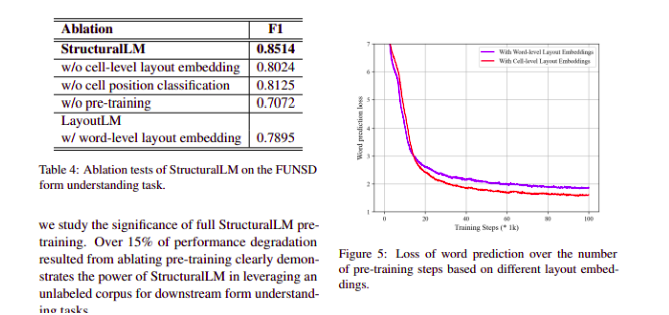 Ablation F1
StructuralLM 0.8514
w/o cell-level layout embedding 0.8024
w/o cell position classification 0.8125
w/o pre-training 0.7072
LayoutLM
w/ word-level layout embedding 0.7895
Table 4: Ablation tests of StructuralLM on the FUNSD
form understanding task.
we study the significance of full StructuralLM pre-
training. Over 15% of performance degradation
resulted from ablating pre-training clearly demon-
strates the power of StructuralLM in leveraging an
unlabeled corpus for downstream form understand-
ing tasks.
With Word-level Layout Embeddings
With Cell-level Layout Embeddings
Word prediction loss
7
6
5
4
3
2
1
0 20 40 60 80 100
Training Steps (* 1k)
Figure 5: Loss of word prediction over the number
of pre-training steps based on different layout embed-
dings.